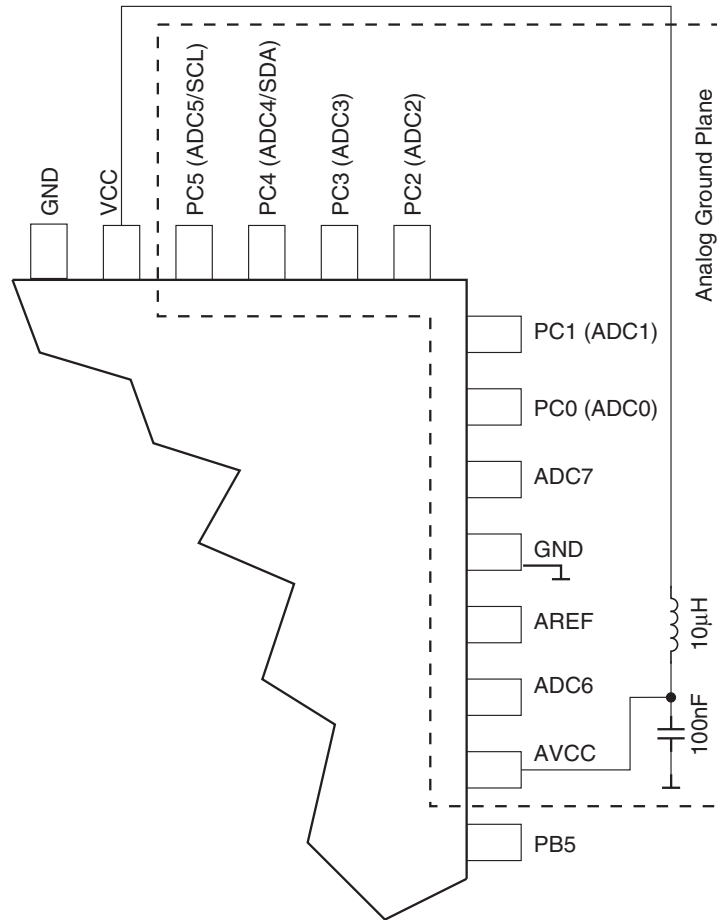 GND
VCC
PC5 (ADC5/SCL)
PC4 (ADC4/SDA)
PC3 (ADC3)
PC2 (ADC2)
Analog Ground Plane
PC1 (ADC1)
PC0 (ADC0)
ADC7
GND
AREF
ADC6
AVCC
PB5
10µH
100nF